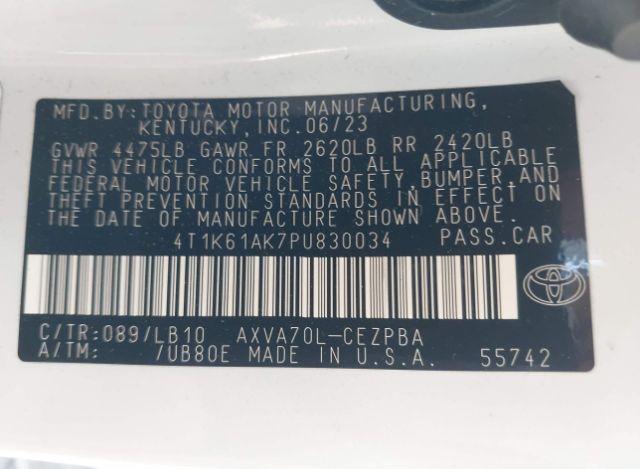 MFD.BY:TOYOTA MOTOR MANUFACTURING,
KENTUCKY,INC.06/23
GVWR 4475LB GAWR FR 2620LB RR 2420LB
THIS VEHICLE CONFORMS TO ALL APPLICABLE
FEDERAL MOTOR VEHICLE SAFETY,BUMPER,AND
THEFT PREVENTION STANDARDS IN EFFECT ON
THE DATE OF MANUFACTURE SHOWN ABOVE.
4T1K61AK7PU830034 PASS.CAR
C/TR:089/LB10 AXVA70L-CEZPBA
A/TM: /UB80E MADE IN U.S.A. 55742